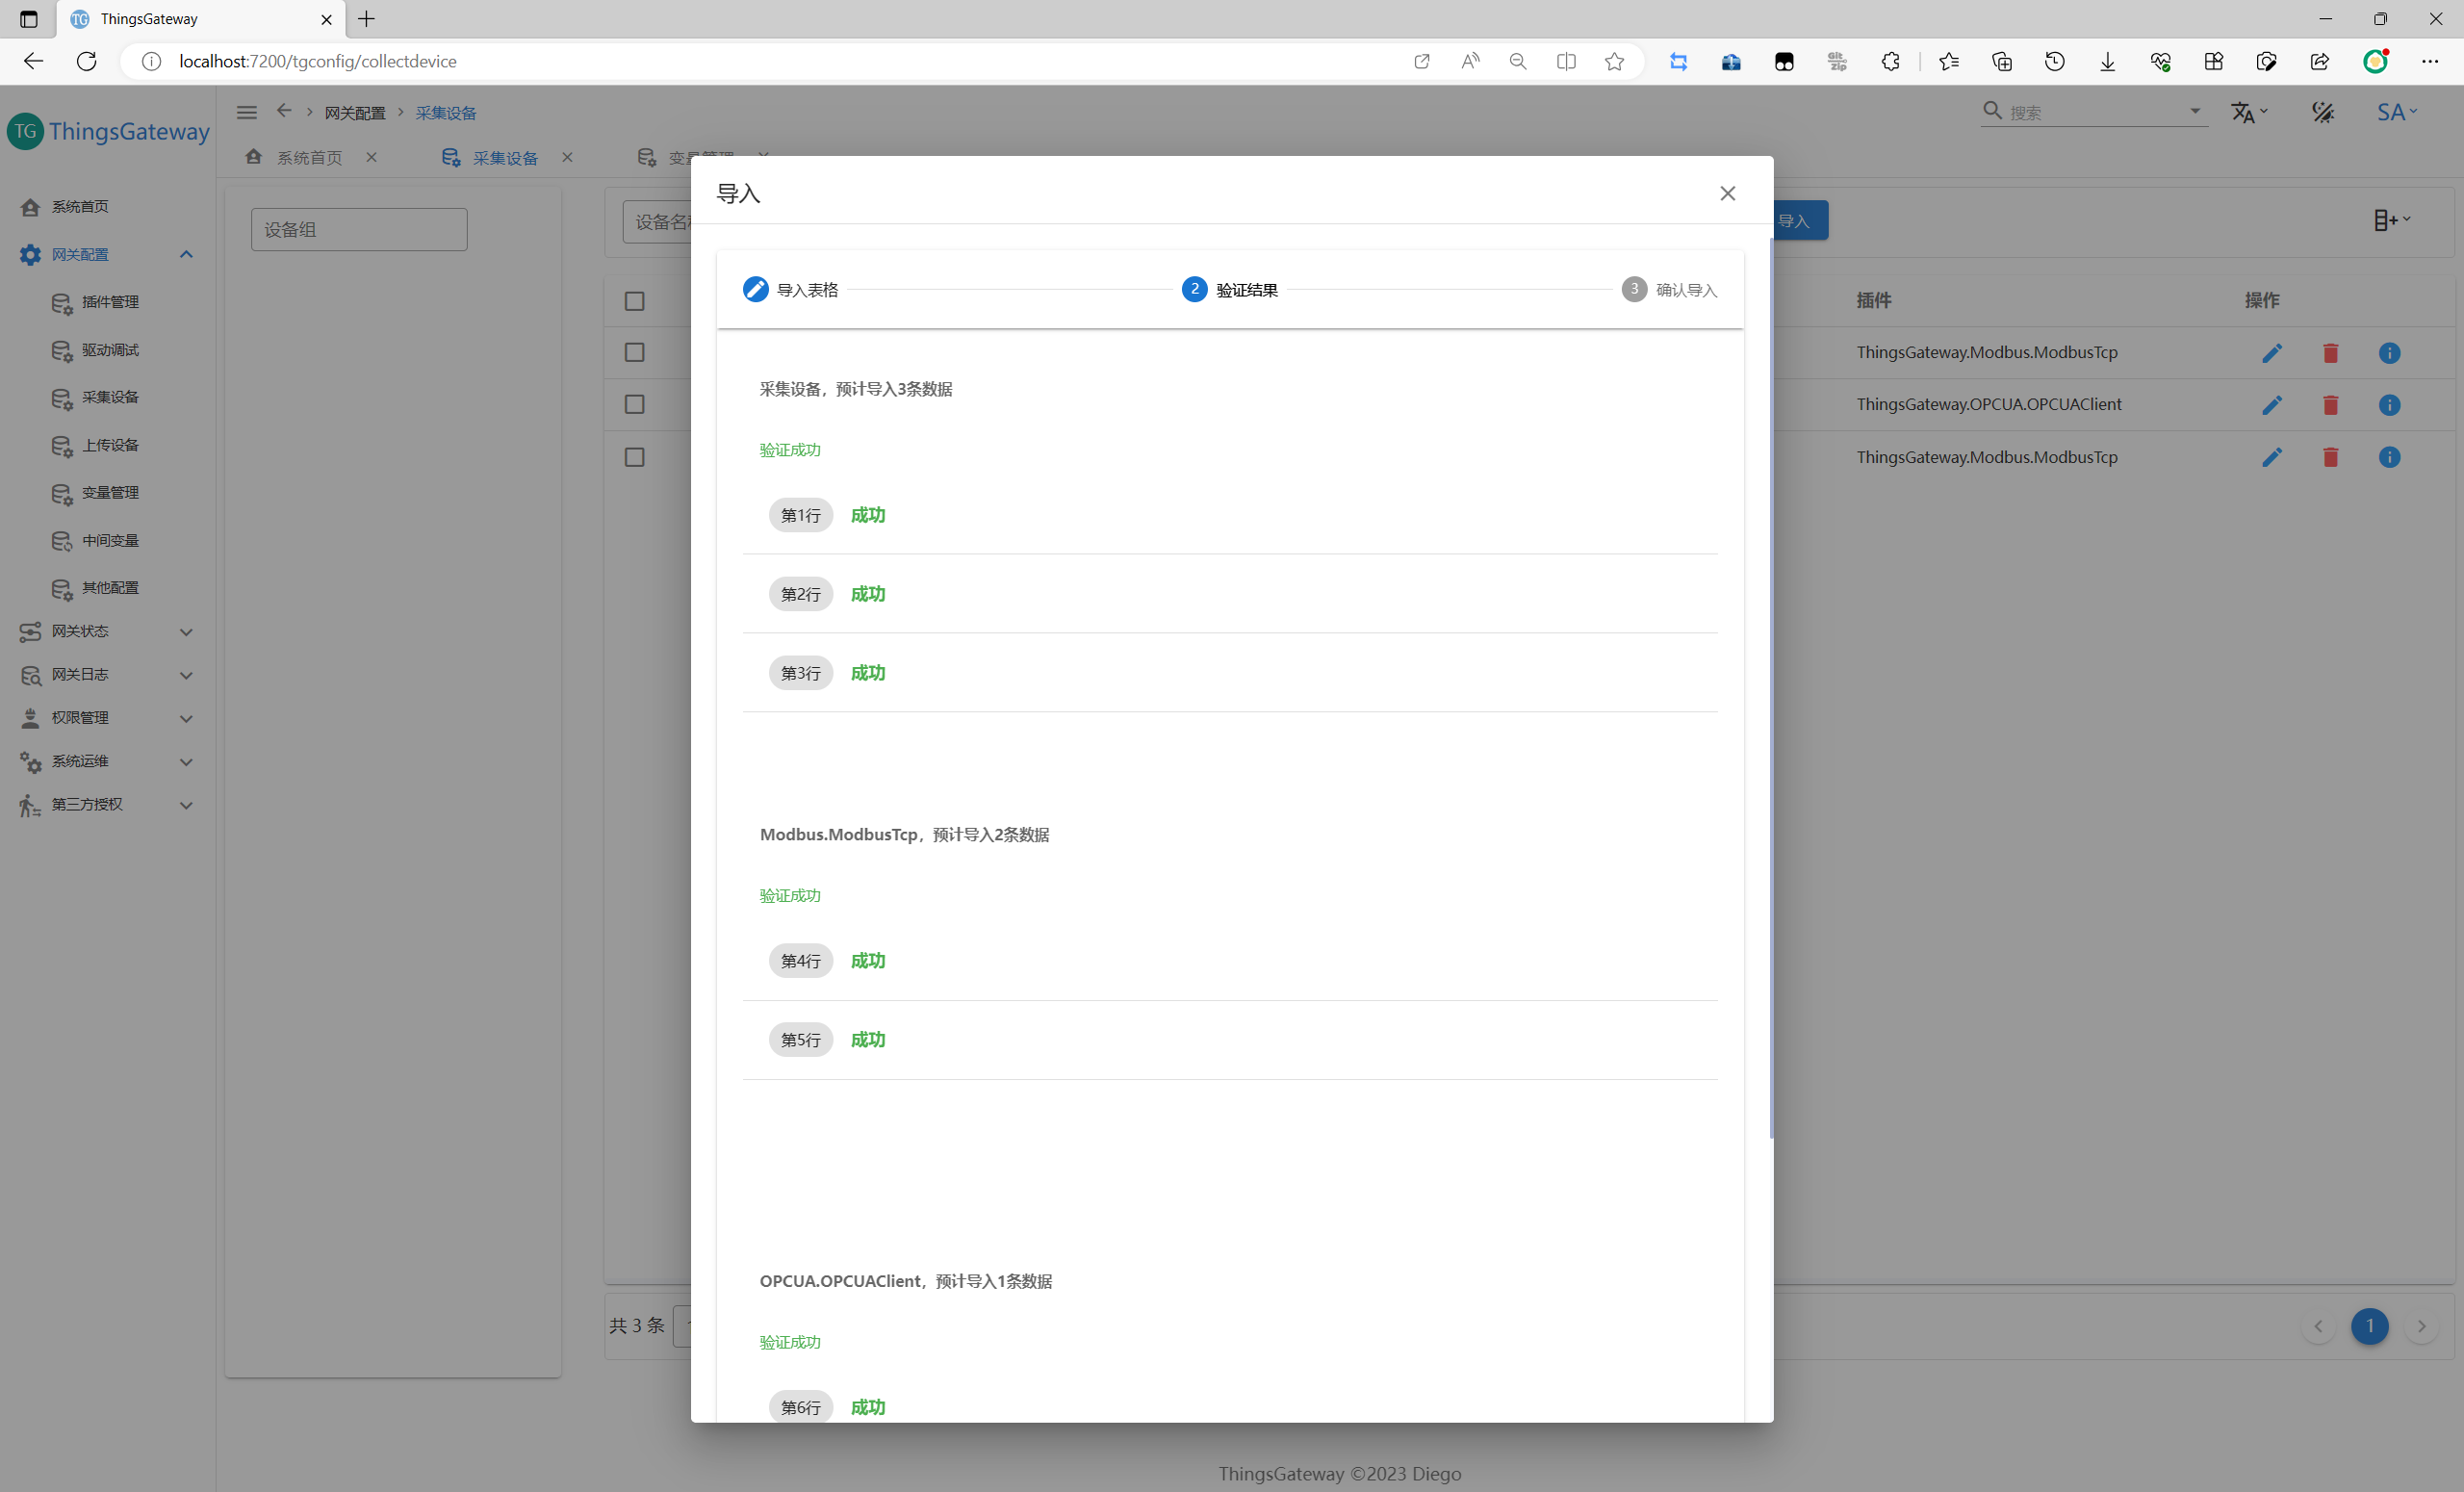 ThingsGateway
localhost:7200/tgconfig/collectdevice
TG ThingsGateway
网关配置 采集设备
搜索
SA
系统首页 采集设备
系统首页
网关配置
插件管理
驱动调试
采集设备
上传设备
变量管理
中间变量
其他配置
网关状态
网关日志
权限管理
系统运维
第三方授权
设备组
导入
导入
导入表格
2 验证结果
3 确认导入
采集设备，预计导入3条数据
验证成功
第1行 成功
第2行 成功
第3行 成功
Modbus.ModbusTcp，预计导入2条数据
验证成功
第4行 成功
第5行 成功
OPCUA.OPCUAClient，预计导入1条数据
验证成功
第6行 成功
插件 操作
ThingsGateway.Modbus.ModbusTcp
ThingsGateway.OPCUA.OPCUAClient
ThingsGateway.Modbus.ModbusTcp
共 3 条
1
ThingsGateway ©2023 Diego